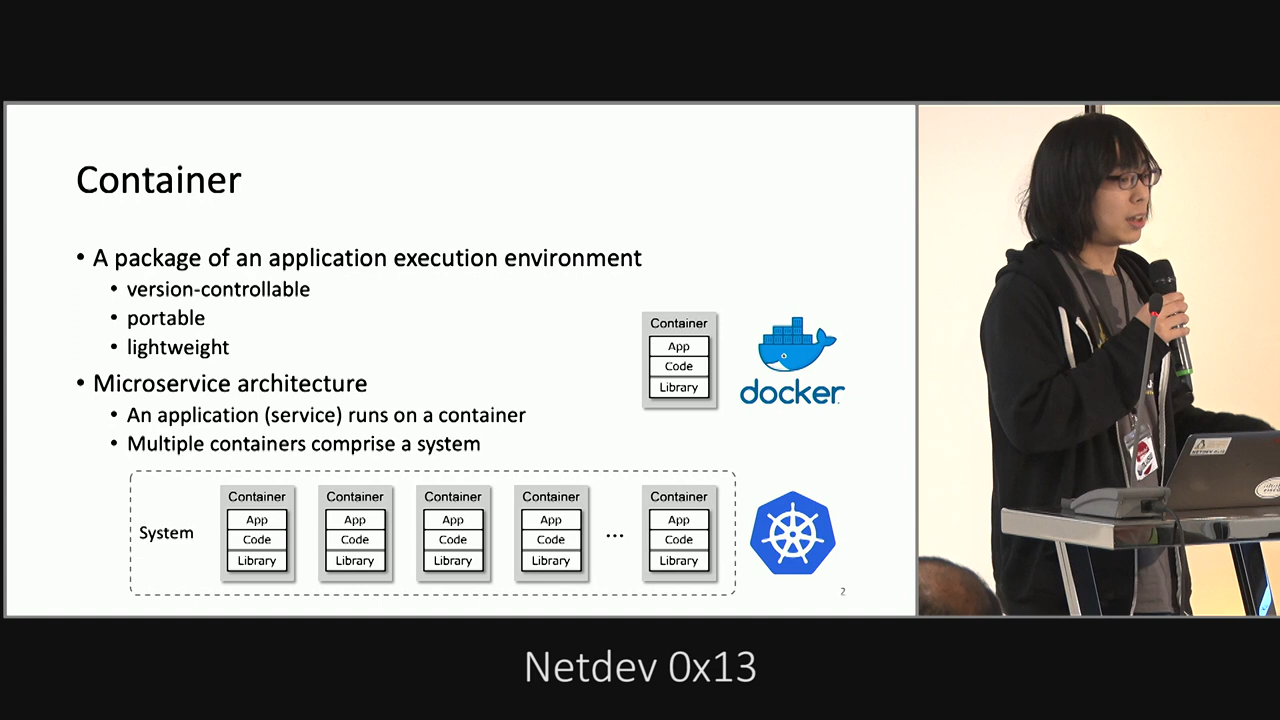 Container
• A package of an application execution environment
• version-controllable
• portable
• lightweight
• Microservice architecture
• An application (service) runs on a container
• Multiple containers comprise a system
Container
App
Code
Library
docker
System
Container
App
Code
Library
Container
App
Code
Library
Container
App
Code
Library
Container
App
Code
Library
...
Container
App
Code
Library
2
NETDEV
Netdev 0x13